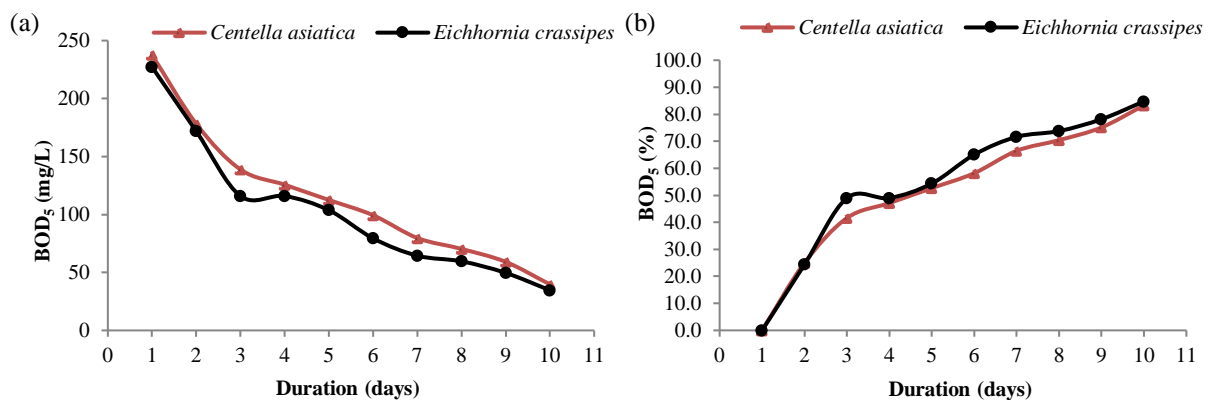 (a)
Centella asiatica
Eichhornia crassipes
250
200
150
100
50
0
BOD₅ (mg/L)
0 1 2 3 4 5 6 7 8 9 10 11
Duration (days)
(b)
Centella asiatica
Eichhornia crassipes
100.0
90.0
80.0
70.0
60.0
50.0
40.0
30.0
20.0
10.0
0.0
BOD₅ (%)
0 1 2 3 4 5 6 7 8 9 10 11
Duration (days)